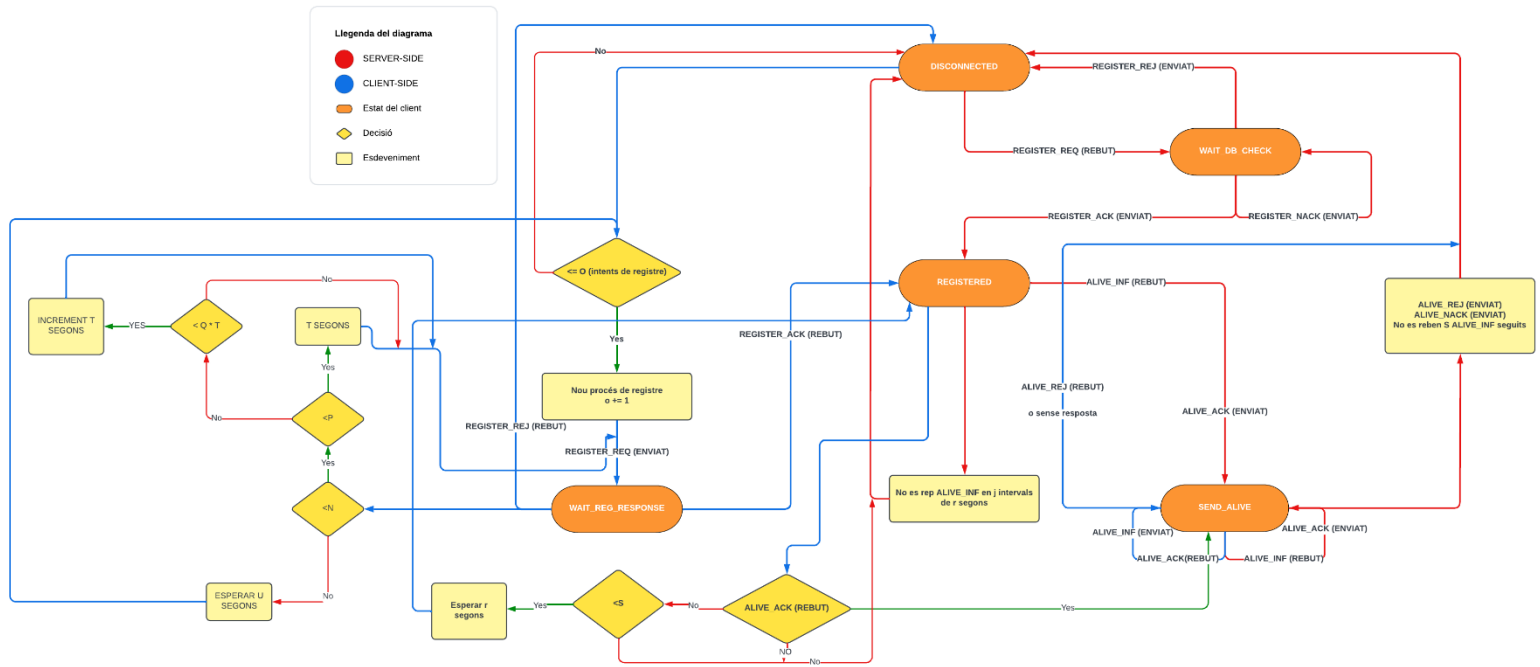 Llegenda del diagrama
SERVER-SIDE
CLIENT-SIDE
Estat del client
Decisió
Esdeveniment
No
DISCONNECTED
REGISTER_REJ (ENVIAT)
REGISTER_REQ (REBUT)
WAIT_DB_CHECK
REGISTER_ACK (ENVIAT)
REGISTER_NACK (ENVIAT)
<= O (intents de registre)
REGISTERED
ALIVE_INF (REBUT)
No
INCREMENT T
SEGONS
YES
< Q * T
T SEGONS
Yes
REGISTER_ACK (REBUT)
ALIVE_REJ (ENVIAT)
ALIVE_NACK (ENVIAT)
No es reben S ALIVE_INF seguits
Yes
Nou procés de registre
o += 1
ALIVE_REJ (REBUT)
o sense resposta
ALIVE_ACK (ENVIAT)
No
<P
REGISTER_REJ (REBUT)
REGISTER_REQ (ENVIAT)
Yes
<N
WAIT_REG_RESPONSE
No es rep ALIVE_INF en j intervals
de r segons
SEND_ALIVE
ALIVE_INF (ENVIAT)
ALIVE_ACK (ENVIAT)
ALIVE_ACK(REBUT)
ALIVE_INF (REBUT)
ESPERAR U
SEGONS
No
Esperar r
segons
Yes
<S
No
ALIVE_ACK (REBUT)
Yes
NO
No